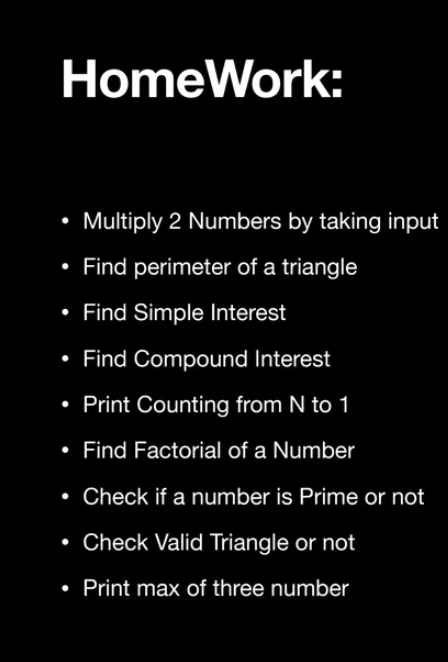 HomeWork:
• Multiply 2 Numbers by taking input
• Find perimeter of a triangle
• Find Simple Interest
• Find Compound Interest
• Print Counting from N to 1
• Find Factorial of a Number
• Check if a number is Prime or not
• Check Valid Triangle or not
• Print max of three number